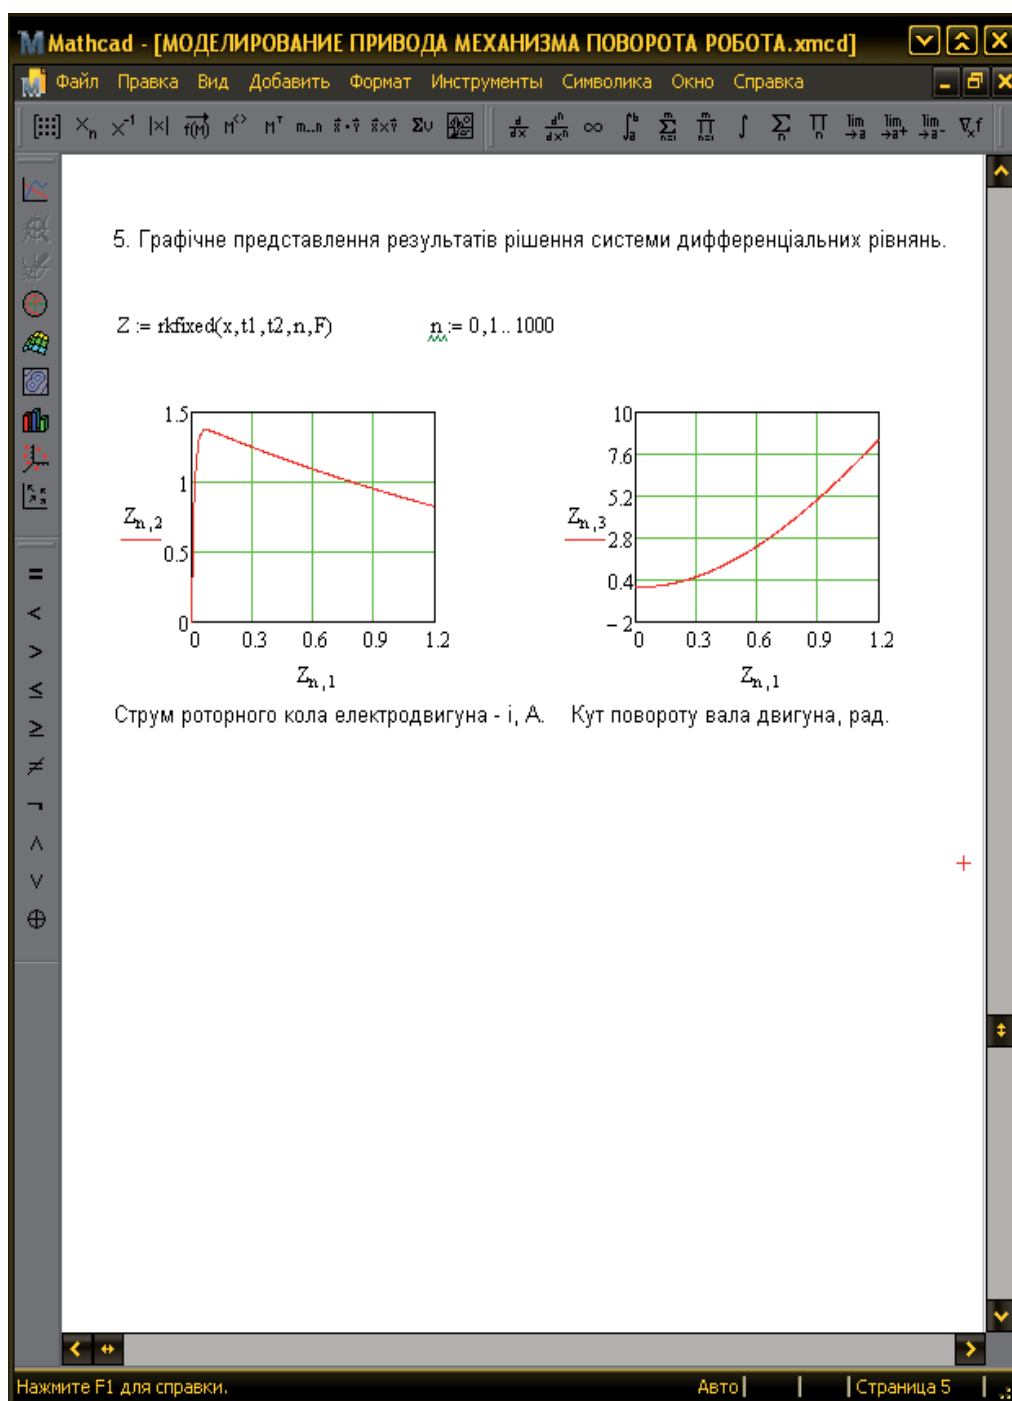 Mathcad - [МОДЕЛИРОВАНИЕ ПРИВОДА МЕХАНИЗМА ПОВОРОТА РОБОТА.xmcd]
Файл Правка Вид Добавить Формат Инструменты Символика Окно Справка
5. Графічне представлення результатів рішення системи дифференціальних рівнянь.
Z := rkfixed(x,t1,t2,n,F) n := 0,1.. 1000
1.5
1
0.5
0
Zn,2
0 0.3 0.6 0.9 1.2
Zn,1
10
7.6
5.2
2.8
0.4
−2
Zn,3
0 0.3 0.6 0.9 1.2
Zn,1
Струм роторного кола електродвигуна - i, А. Кут повороту вала двигуна, рад.
Нажмите F1 для справки. Авто Страница 5